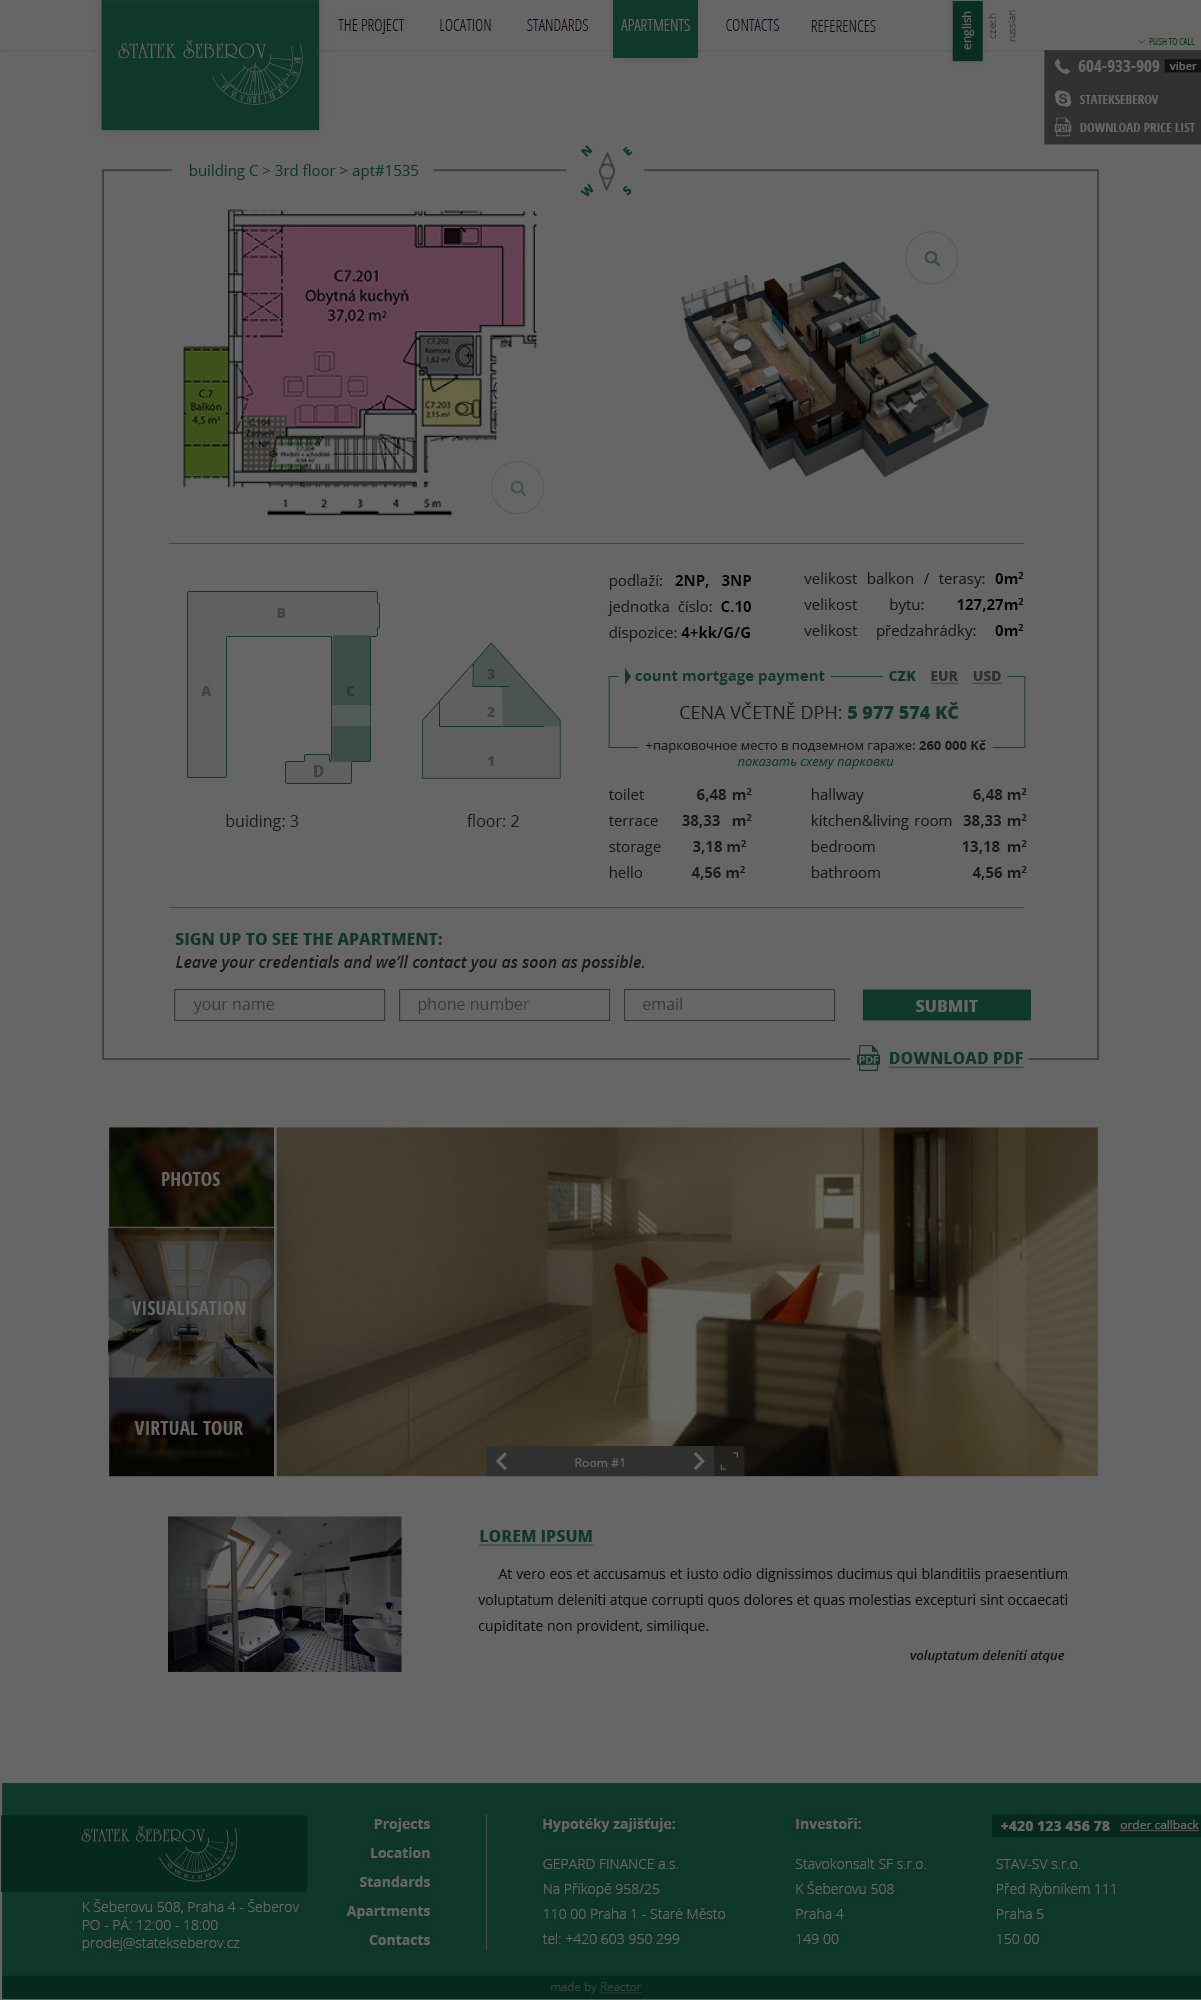 STATEK ŠEBEROV
THE PROJECT
LOCATION
STANDARDS
APARTMENTS
CONTACTS
REFERENCES
english
czech
russian
PUSH TO CALL
604-933-909 viber
STATEKSEBEROV
DOWNLOAD PRICE LIST
building C > 3rd floor > apt#1535
N
E
W
S
C7.201
Obytná kuchyň
37,02 m²
C7.202
Komora
1,62 m²
C.7
Balkón
4,5 m²
C7.203
2,15 m²
1 2 3 4 5 m
B
A
C
D
3
2
1
buiding: 3
floor: 2
podlaží: 2NP, 3NP
jednotka číslo: C.10
dispozice: 4+kk/G/G
velikost balkon / terasy: 0m²
velikost bytu: 127,27m²
velikost předzahrádky: 0m²
count mortgage payment
CZK EUR USD
CENA VČETNĚ DPH: 5 977 574 KČ
+парковочное место в подземном гараже: 260 000 Kč
показать схему парковки
toilet 6,48 m²
terrace 38,33 m²
storage 3,18 m²
hello 4,56 m²
hallway 6,48 m²
kitchen&living room 38,33 m²
bedroom 13,18 m²
bathroom 4,56 m²
SIGN UP TO SEE THE APARTMENT:
Leave your credentials and we'll contact you as soon as possible.
your name
phone number
email
SUBMIT
PDF DOWNLOAD PDF
PHOTOS
VISUALISATION
VIRTUAL TOUR
Room #1
LOREM IPSUM
At vero eos et accusamus et iusto odio dignissimos ducimus qui blanditiis praesentium
voluptatum deleniti atque corrupti quos dolores et quas molestias excepturi sint occaecati
cupiditate non provident, similique.
voluptatum deleniti atque
STATEK ŠEBEROV
K Šeberovu 508, Praha 4 - Šeberov
PO - PÁ: 12:00 - 18:00
prodej@statekseberov.cz
Projects
Location
Standards
Apartments
Contacts
Hypotéky zajišťuje:
GEPARD FINANCE a.s.
Na Příkopě 958/25
110 00 Praha 1 - Staré Město
tel: +420 603 950 299
Investoři:
Stavokonsalt SF s.r.o.
K Šeberovu 508
Praha 4
149 00
+420 123 456 78 order callback
STAV-SV s.r.o.
Před Rybníkem 111
Praha 5
150 00
made by Reactor